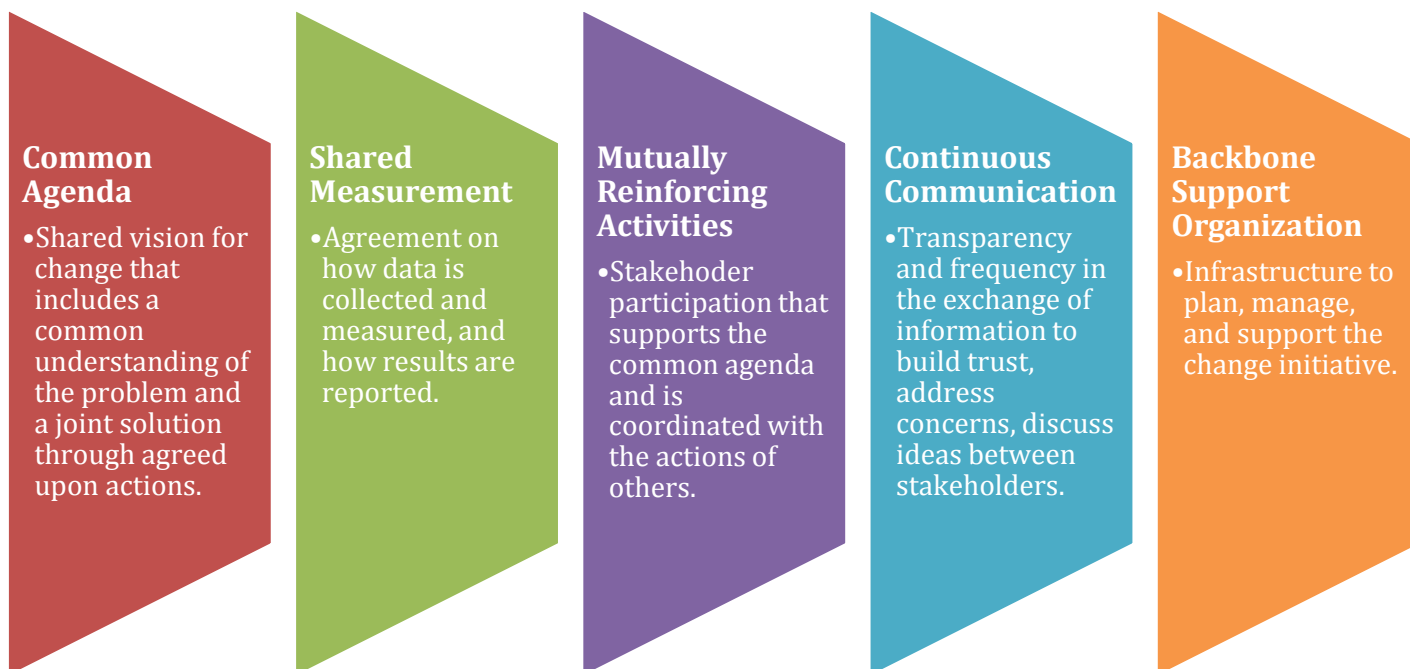 Common
Agenda
•Shared vision for
change that
includes a
common
understanding of
the problem and
a joint solution
through agreed
upon actions.
Shared
Measurement
•Agreement on
how data is
collected and
measured, and
how results are
reported.
Mutually
Reinforcing
Activities
•Stakehoder
participation that
supports the
common agenda
and is
coordinated with
the actions of
others.
Continuous
Communication
•Transparency
and frequency in
the exchange of
information to
build trust,
address
concerns, discuss
ideas between
stakeholders.
Backbone
Support
Organization
•Infrastructure to
plan, manage,
and support the
change initiative.